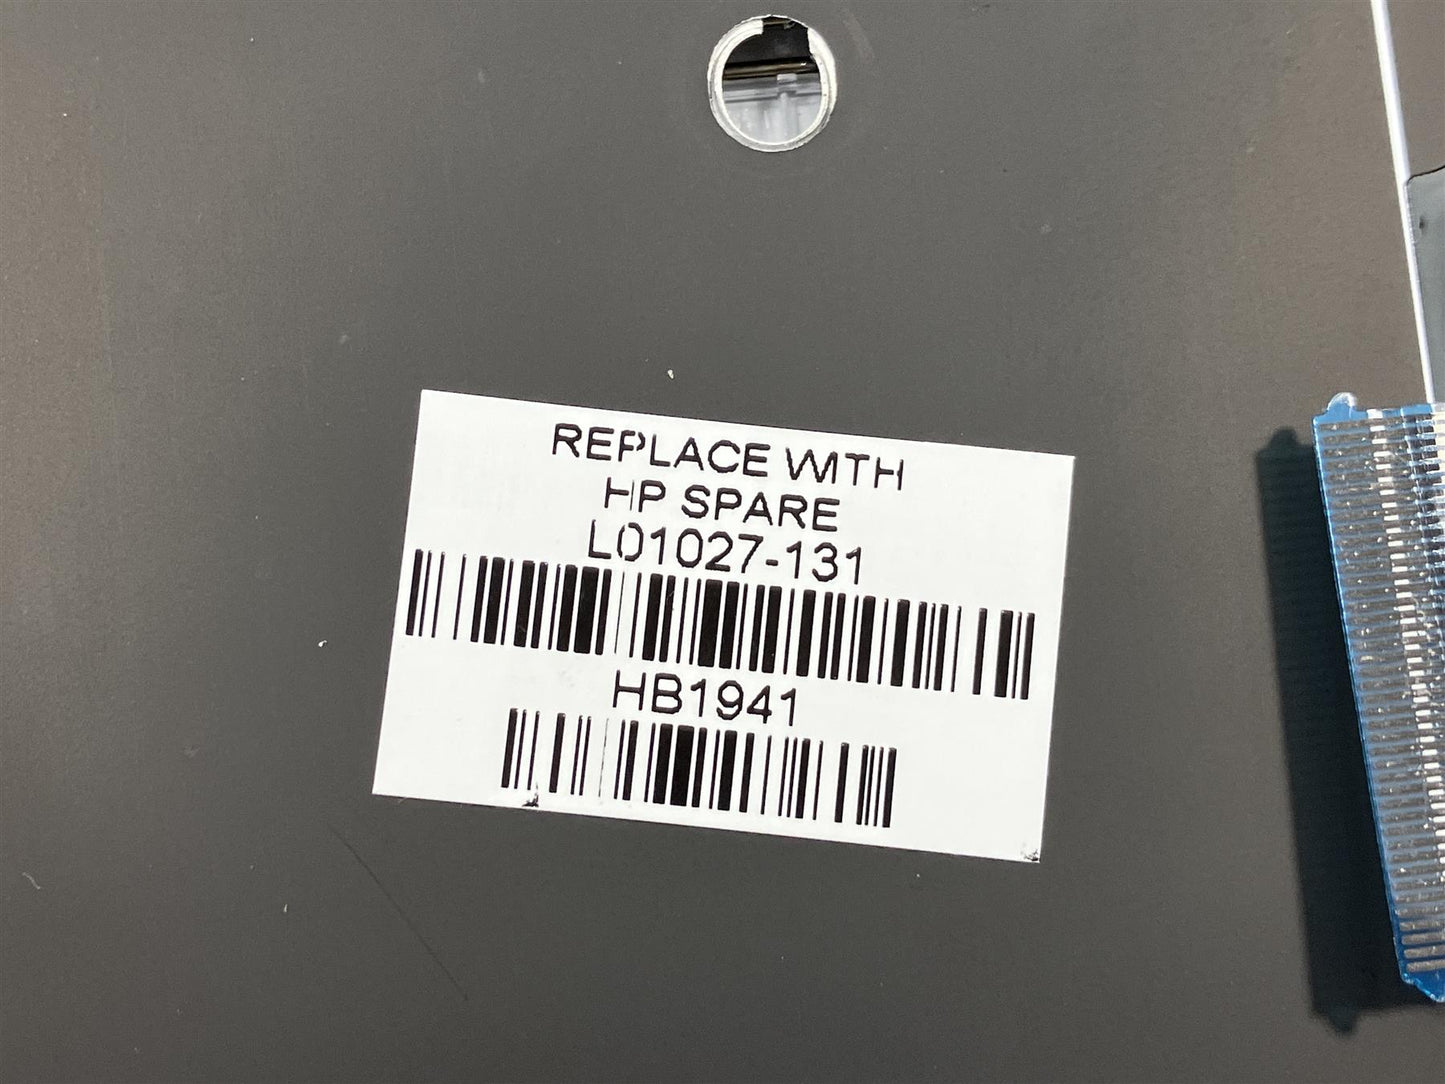 REPLACE WITH
HP SPARE
L01027-131
HB1941